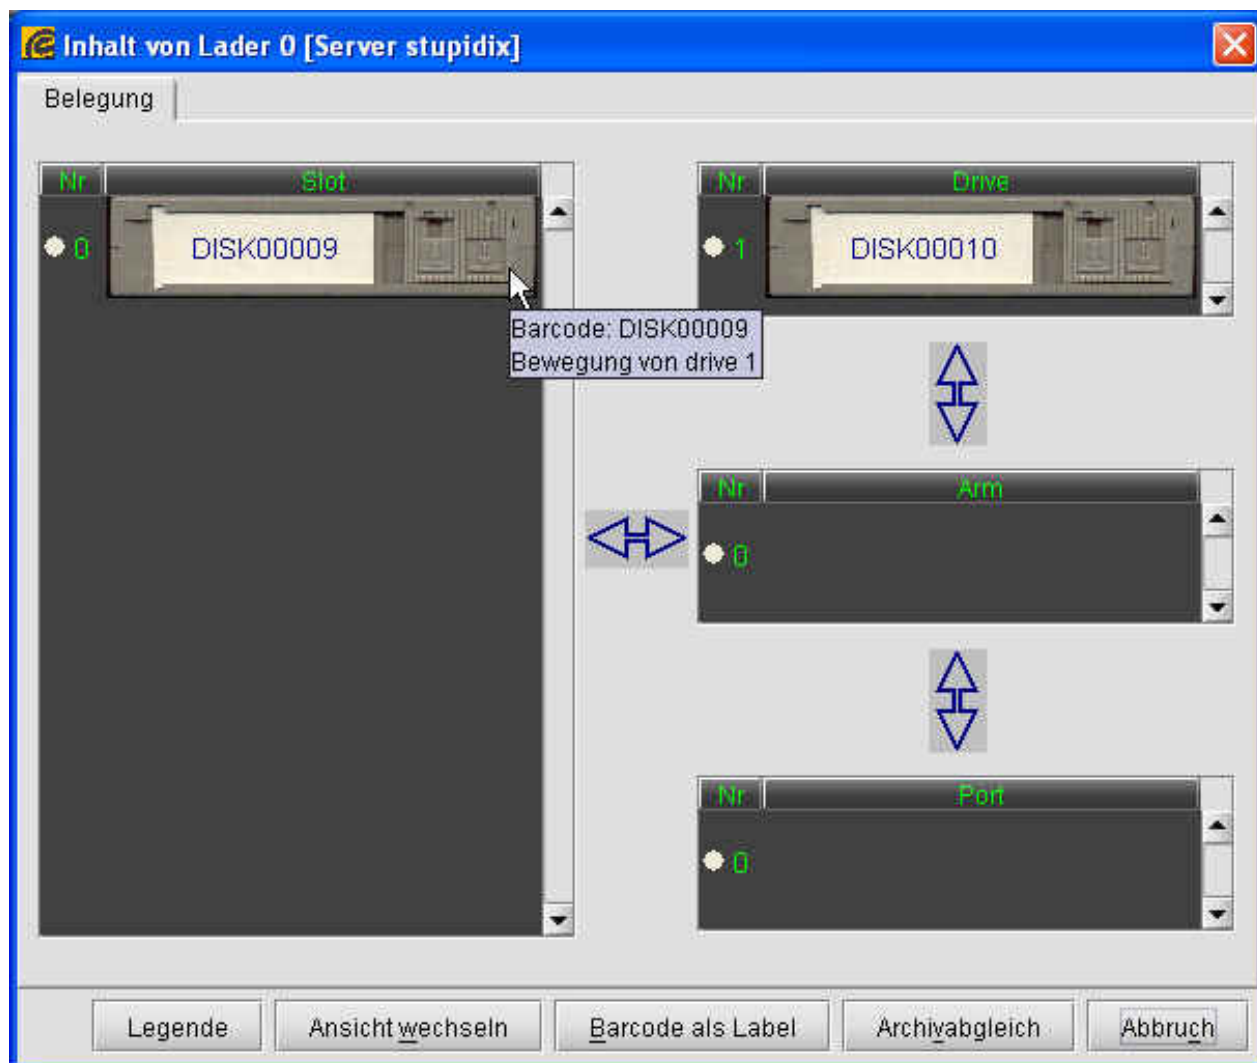 Inhalt von Lader 0 [Server stupidix]
Belegung
Nr Slot
0 DISK00009
Barcode: DISK00009
Bewegung von drive 1
Nr Drive
1 DISK00010
Nr Arm
0
Nr Port
0
Legende
Ansicht wechseln
Barcode als Label
Archivabgleich
Abbruch